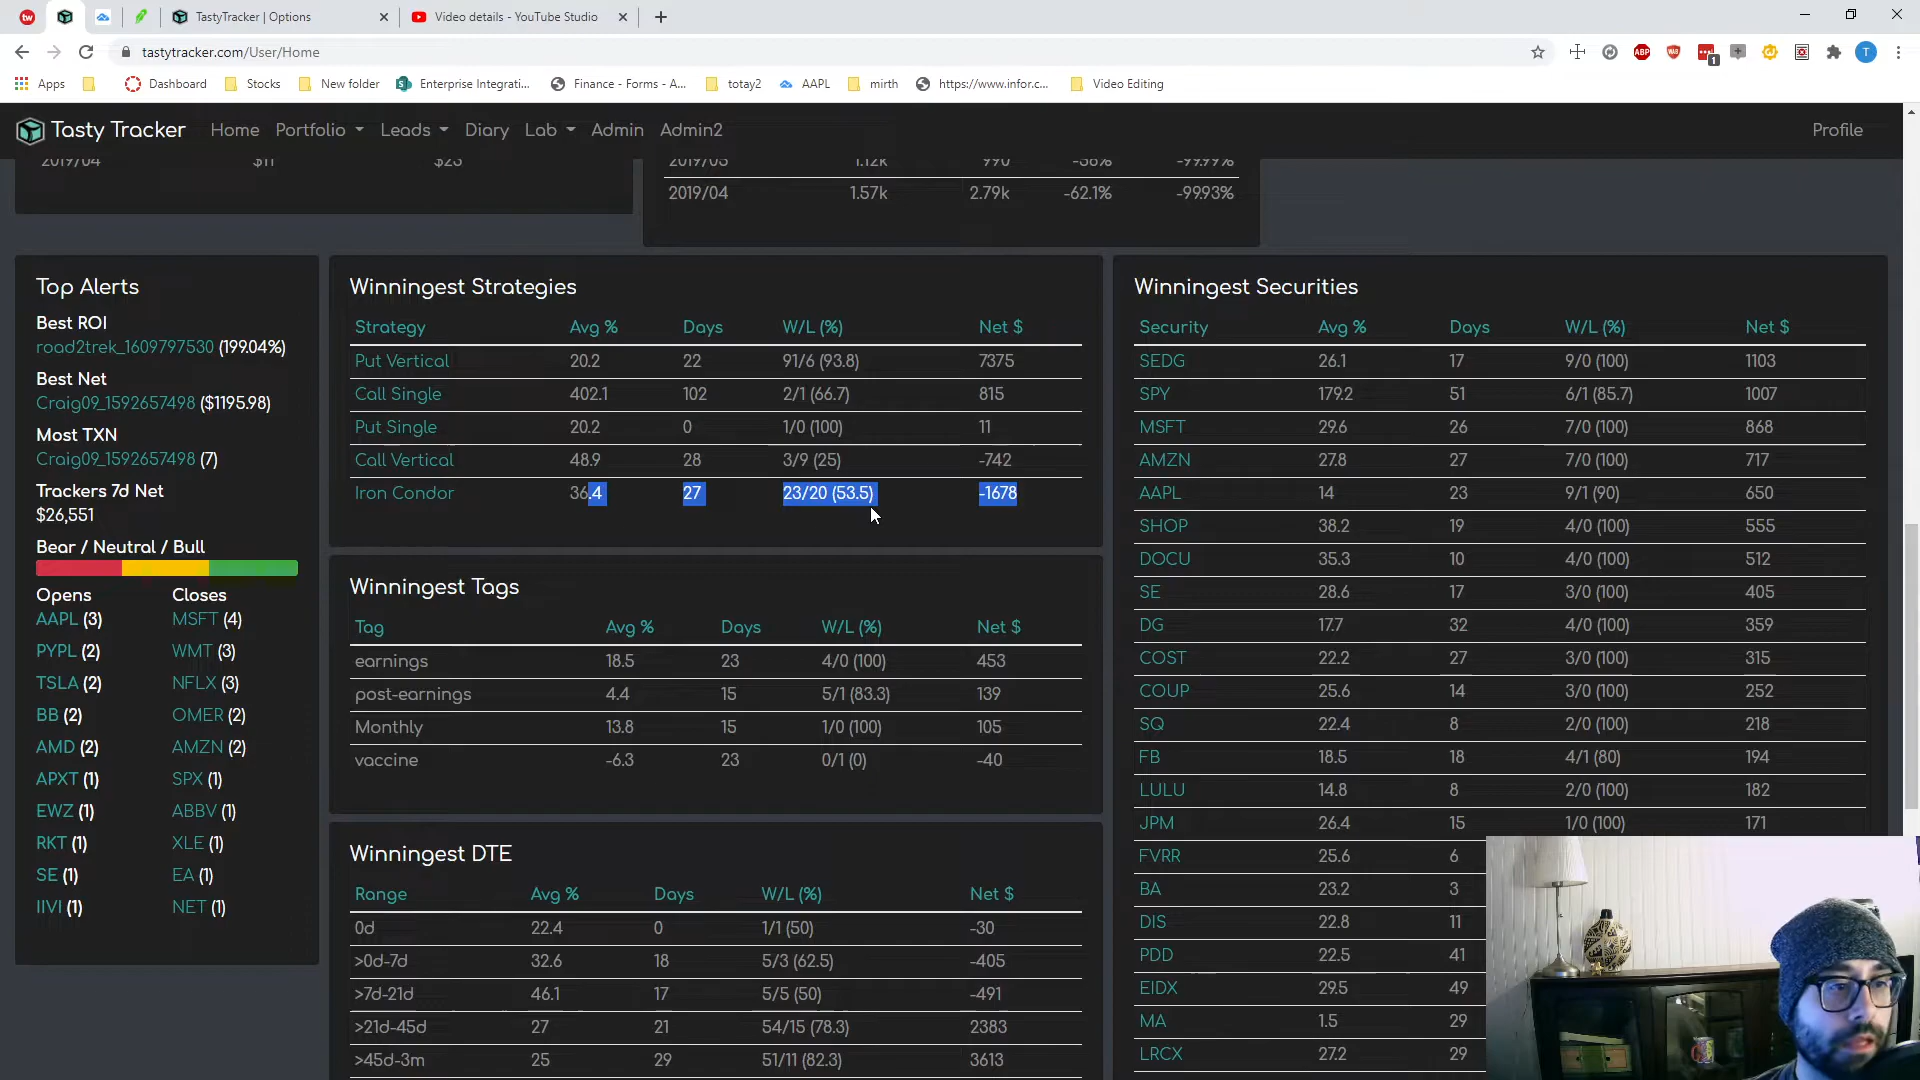 TastyTracker | Options
Video details - YouTube Studio
tastytracker.com/User/Home
Apps
Dashboard
Stocks
New folder
Enterprise Integrati...
Finance - Forms - A...
totay2
AAPL
mirth
https://www.infor.c...
Video Editing
Tasty Tracker Home Portfolio Leads Diary Lab Admin Admin2 Profile
2019/04 $11 $23
2019/03 1.12k 990 -58% -99.99%
2019/04 1.57k 2.79k -62.1% -99.93%
Top Alerts
Best ROI
road2trek_1609797530 (199.04%)
Best Net
Craig09_1592657498 ($1195.98)
Most TXN
Craig09_1592657498 (7)
Trackers 7d Net
$26,551
Bear / Neutral / Bull
Opens Closes
AAPL (3) MSFT (4)
PYPL (2) WMT (3)
TSLA (2) NFLX (3)
BB (2) OMER (2)
AMD (2) AMZN (2)
APXT (1) SPX (1)
EWZ (1) ABBV (1)
RKT (1) XLE (1)
SE (1) EA (1)
IIVI (1) NET (1)
Winningest Strategies
Strategy Avg % Days W/L (%) Net $
Put Vertical 20.2 22 91/6 (93.8) 7375
Call Single 402.1 102 2/1 (66.7) 815
Put Single 20.2 0 1/0 (100) 11
Call Vertical 48.9 28 3/9 (25) -742
Iron Condor 36.4 27 23/20 (53.5) -1678
Winningest Tags
Tag Avg % Days W/L (%) Net $
earnings 18.5 23 4/0 (100) 453
post-earnings 4.4 15 5/1 (83.3) 139
Monthly 13.8 15 1/0 (100) 105
vaccine -6.3 23 0/1 (0) -40
Winningest DTE
Range Avg % Days W/L (%) Net $
0d 22.4 0 1/1 (50) -30
>0d-7d 32.6 18 5/3 (62.5) -405
>7d-21d 46.1 17 5/5 (50) -491
>21d-45d 27 21 54/15 (78.3) 2383
>45d-3m 25 29 51/11 (82.3) 3613
Winningest Securities
Security Avg % Days W/L (%) Net $
SEDG 26.1 17 9/0 (100) 1103
SPY 179.2 51 6/1 (85.7) 1007
MSFT 29.6 26 7/0 (100) 868
AMZN 27.8 27 7/0 (100) 717
AAPL 14 23 9/1 (90) 650
SHOP 38.2 19 4/0 (100) 555
DOCU 35.3 10 4/0 (100) 512
SE 28.6 17 3/0 (100) 405
DG 17.7 32 4/0 (100) 359
COST 22.2 27 3/0 (100) 315
COUP 25.6 14 3/0 (100) 252
SQ 22.4 8 2/0 (100) 218
FB 18.5 18 4/1 (80) 194
LULU 14.8 8 2/0 (100) 182
JPM 26.4 15 1/0 (100) 171
FVRR 25.6 6
BA 23.2 3
DIS 22.8 11
PDD 22.5 41
EIDX 29.5 49
MA 1.5 29
LRCX 27.2 29